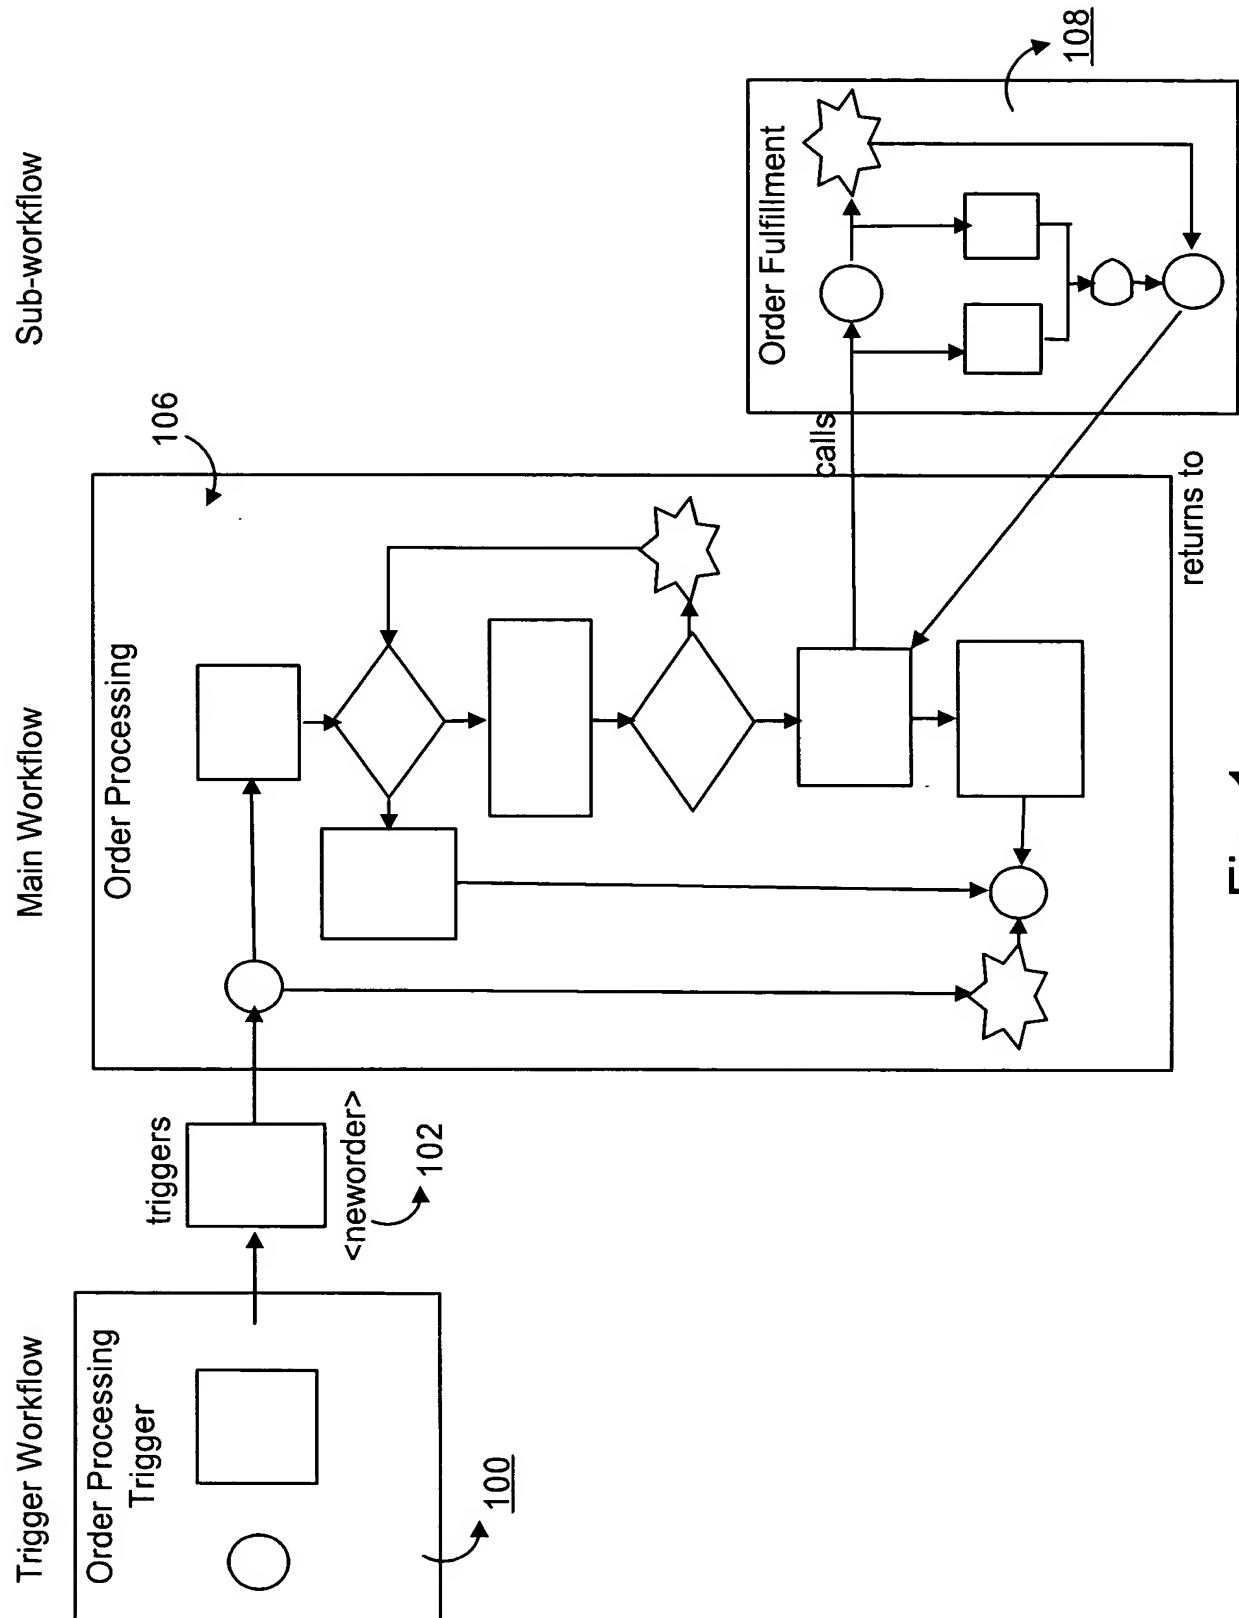 Trigger Workflow
Main Workflow
Sub-workflow
Order Processing
Trigger
100
triggers
<neworder>
102
Order Processing
106
calls
returns to
Order Fulfillment
108